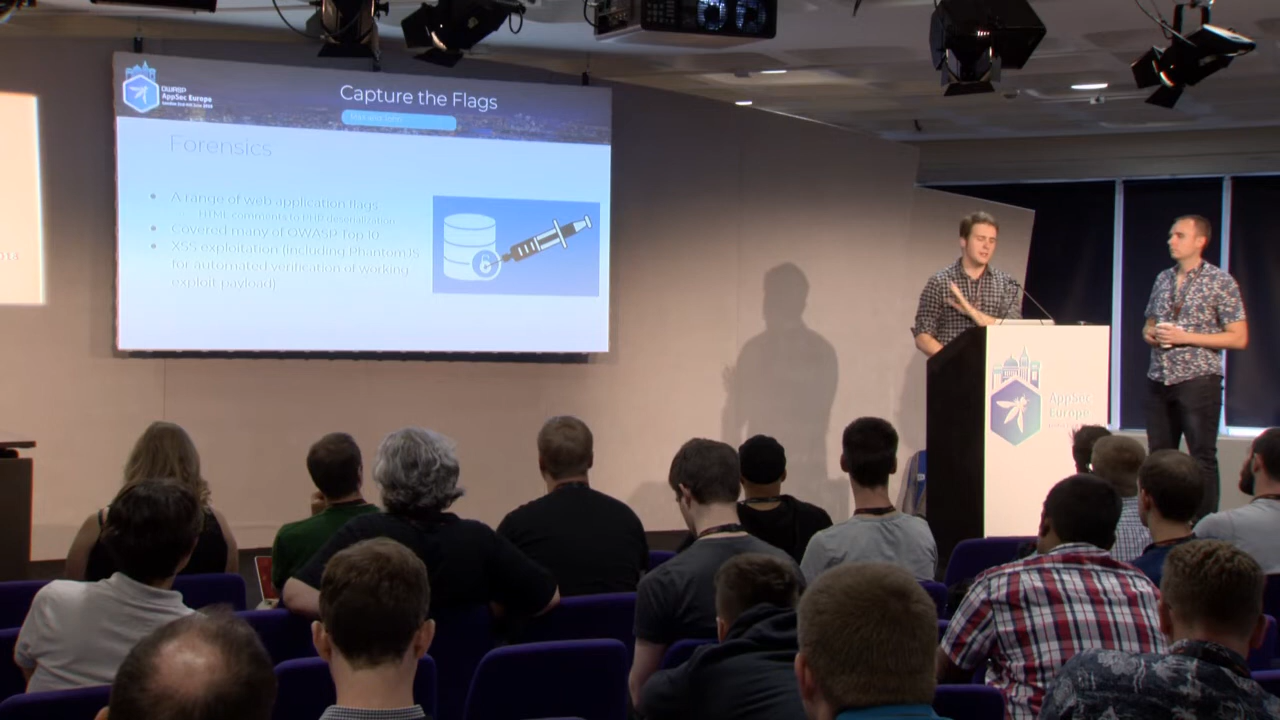 OWASP
AppSec Europe
Capture the Flags
Forensics
A range of web application flags
HTML comments to PHP deserialization
Covered many of OWASP Top 10
XSS exploitation (including PhantomJS
for automated verification of working
exploit payload)
AppSec
Europe